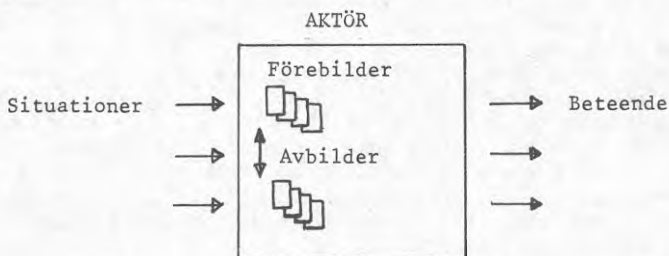 AKTÖR
Förebilder
Situationer
Beteende
Avbilder